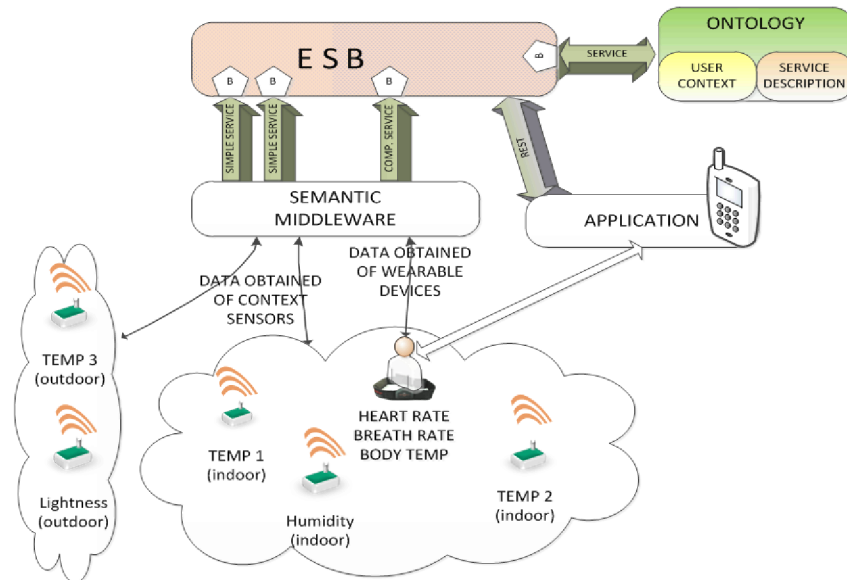 ESB
B
B
B
B
SERVICE
ONTOLOGY
USER
CONTEXT
SERVICE
DESCRIPTION
SIMPLE SERVICE
SIMPLE SERVICE
COMP. SERVICE
REST
SEMANTIC
MIDDLEWARE
APPLICATION
DATA OBTAINED
OF CONTEXT
SENSORS
DATA OBTAINED
OF WEARABLE
DEVICES
TEMP 3
(outdoor)
Lightness
(outdoor)
TEMP 1
(indoor)
Humidity
(indoor)
HEART RATE
BREATH RATE
BODY TEMP
TEMP 2
(indoor)